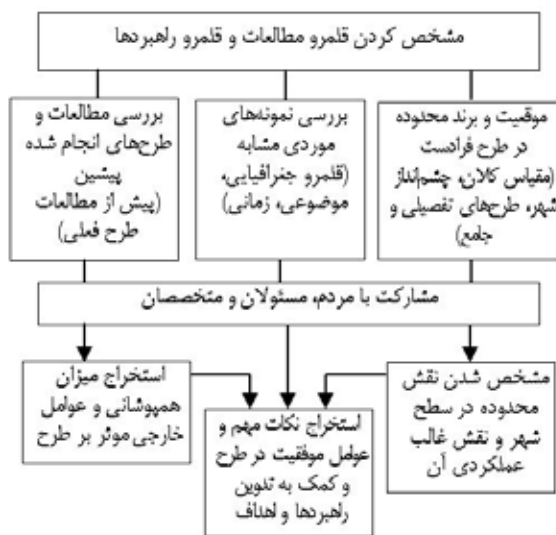 مشخص کردن قلمرو مطالعات و قلمرو راهبردها
موقعیت و برند محدوده
در طرح فرادست
(مقیاس کلان، چشم‌انداز
شهر، طرح‌های تفصیلی و
جامع)
بررسی نمونه‌های
موردی مشابه
(قلمرو جغرافیایی،
موضوعی، زمانی)
بررسی مطالعات و
طرح‌های انجام شده
پیشین
(پیش از مطالعات
طرح فعلی)
مشارکت با مردم، مسئولان و متخصصان
مشخص شدن نقش
محدوده در سطح
شهر و نقش غالب
عملکردی آن
استخراج نکات مهم و
عوامل موفقیت در طرح
و کمک به تدوین
راهبردها و اهداف
استخراج میزان
همپوشانی و عوامل
خارجی موثر بر طرح